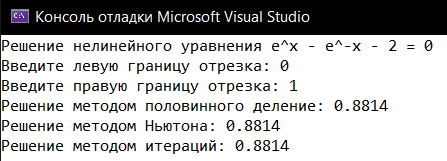 Консоль отладки Microsoft Visual Studio
Решение нелинейного уравнения e^x - e^-x - 2 = 0
Введите левую границу отрезка: 0
Введите правую границу отрезка: 1
Решение методом половинного деление: 0.8814
Решение методом Ньютона: 0.8814
Решение методом итераций: 0.8814